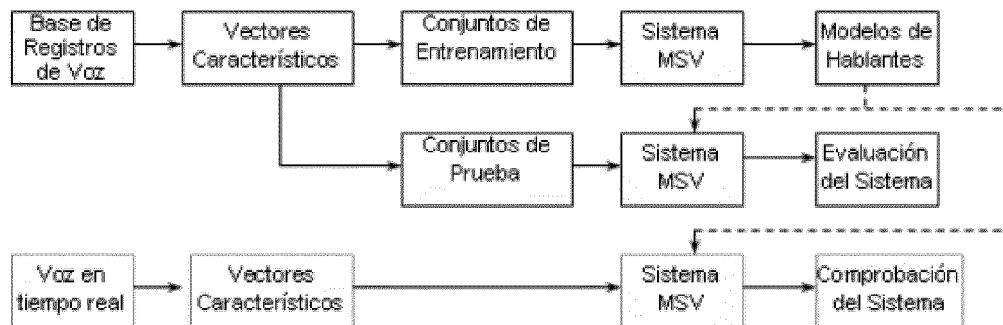 Base de
Registros
de Voz
Vectores
Característicos
Conjuntos de
Entrenamiento
Sistema
MSV
Modelos de
Hablantes
Conjuntos de
Prueba
Sistema
MSV
Evaluación
del Sistema
Voz en
tiempo real
Vectores
Característicos
Sistema
MSV
Comprobación
del Sistema